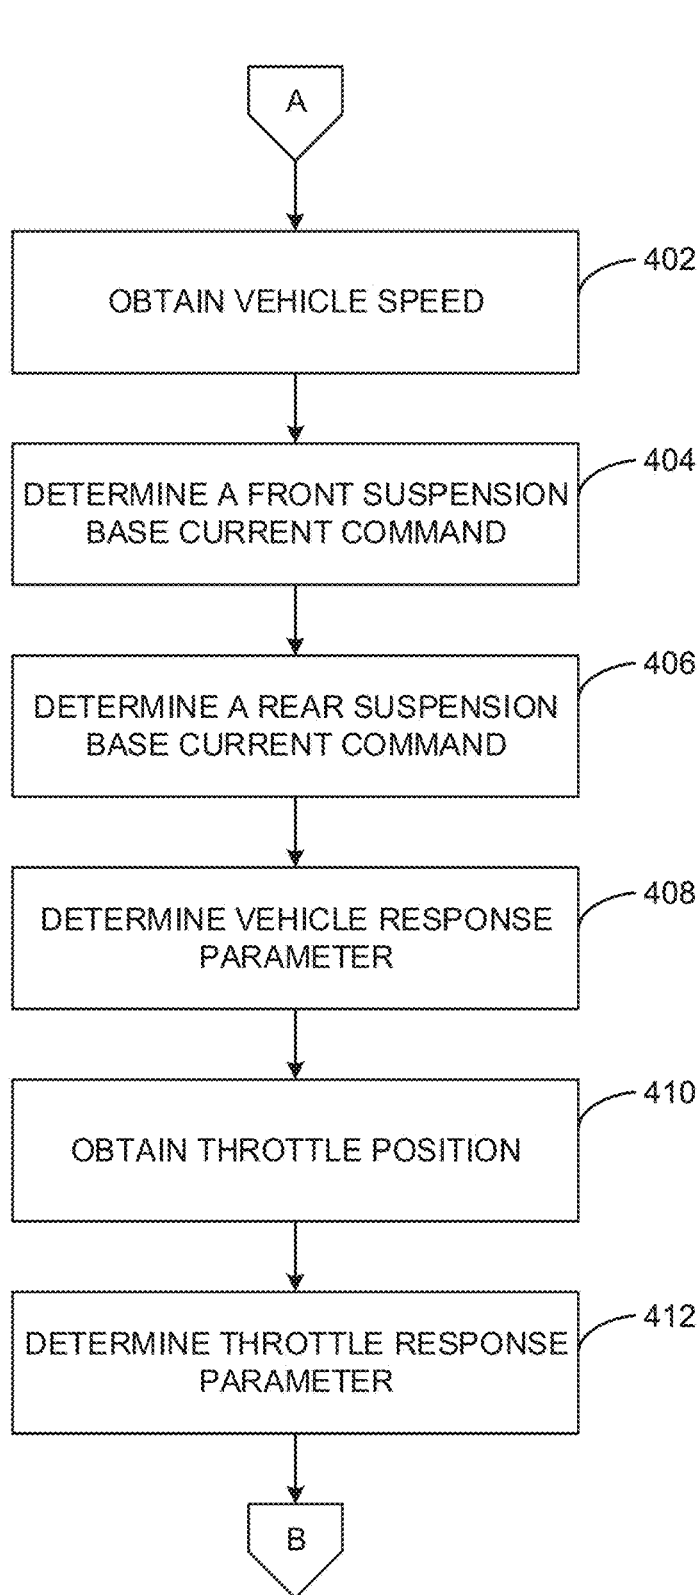 A
OBTAIN VEHICLE SPEED
402
DETERMINE A FRONT SUSPENSION
BASE CURRENT COMMAND
404
DETERMINE A REAR SUSPENSION
BASE CURRENT COMMAND
406
DETERMINE VEHICLE RESPONSE
PARAMETER
408
OBTAIN THROTTLE POSITION
410
DETERMINE THROTTLE RESPONSE
PARAMETER
412
B